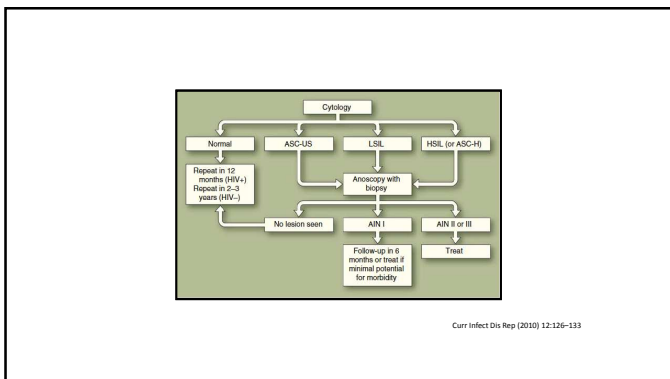 Cytology
Normal
ASC-US
LSIL
HSIL (or ASC-H)
Repeat in 12
months (HIV+)
Repeat in 2–3
years (HIV–)
Anoscopy with
biopsy
No lesion seen
AIN I
AIN II or III
Follow-up in 6
months or treat if
minimal potential
for morbidity
Treat
Curr Infect Dis Rep (2010) 12:126–133